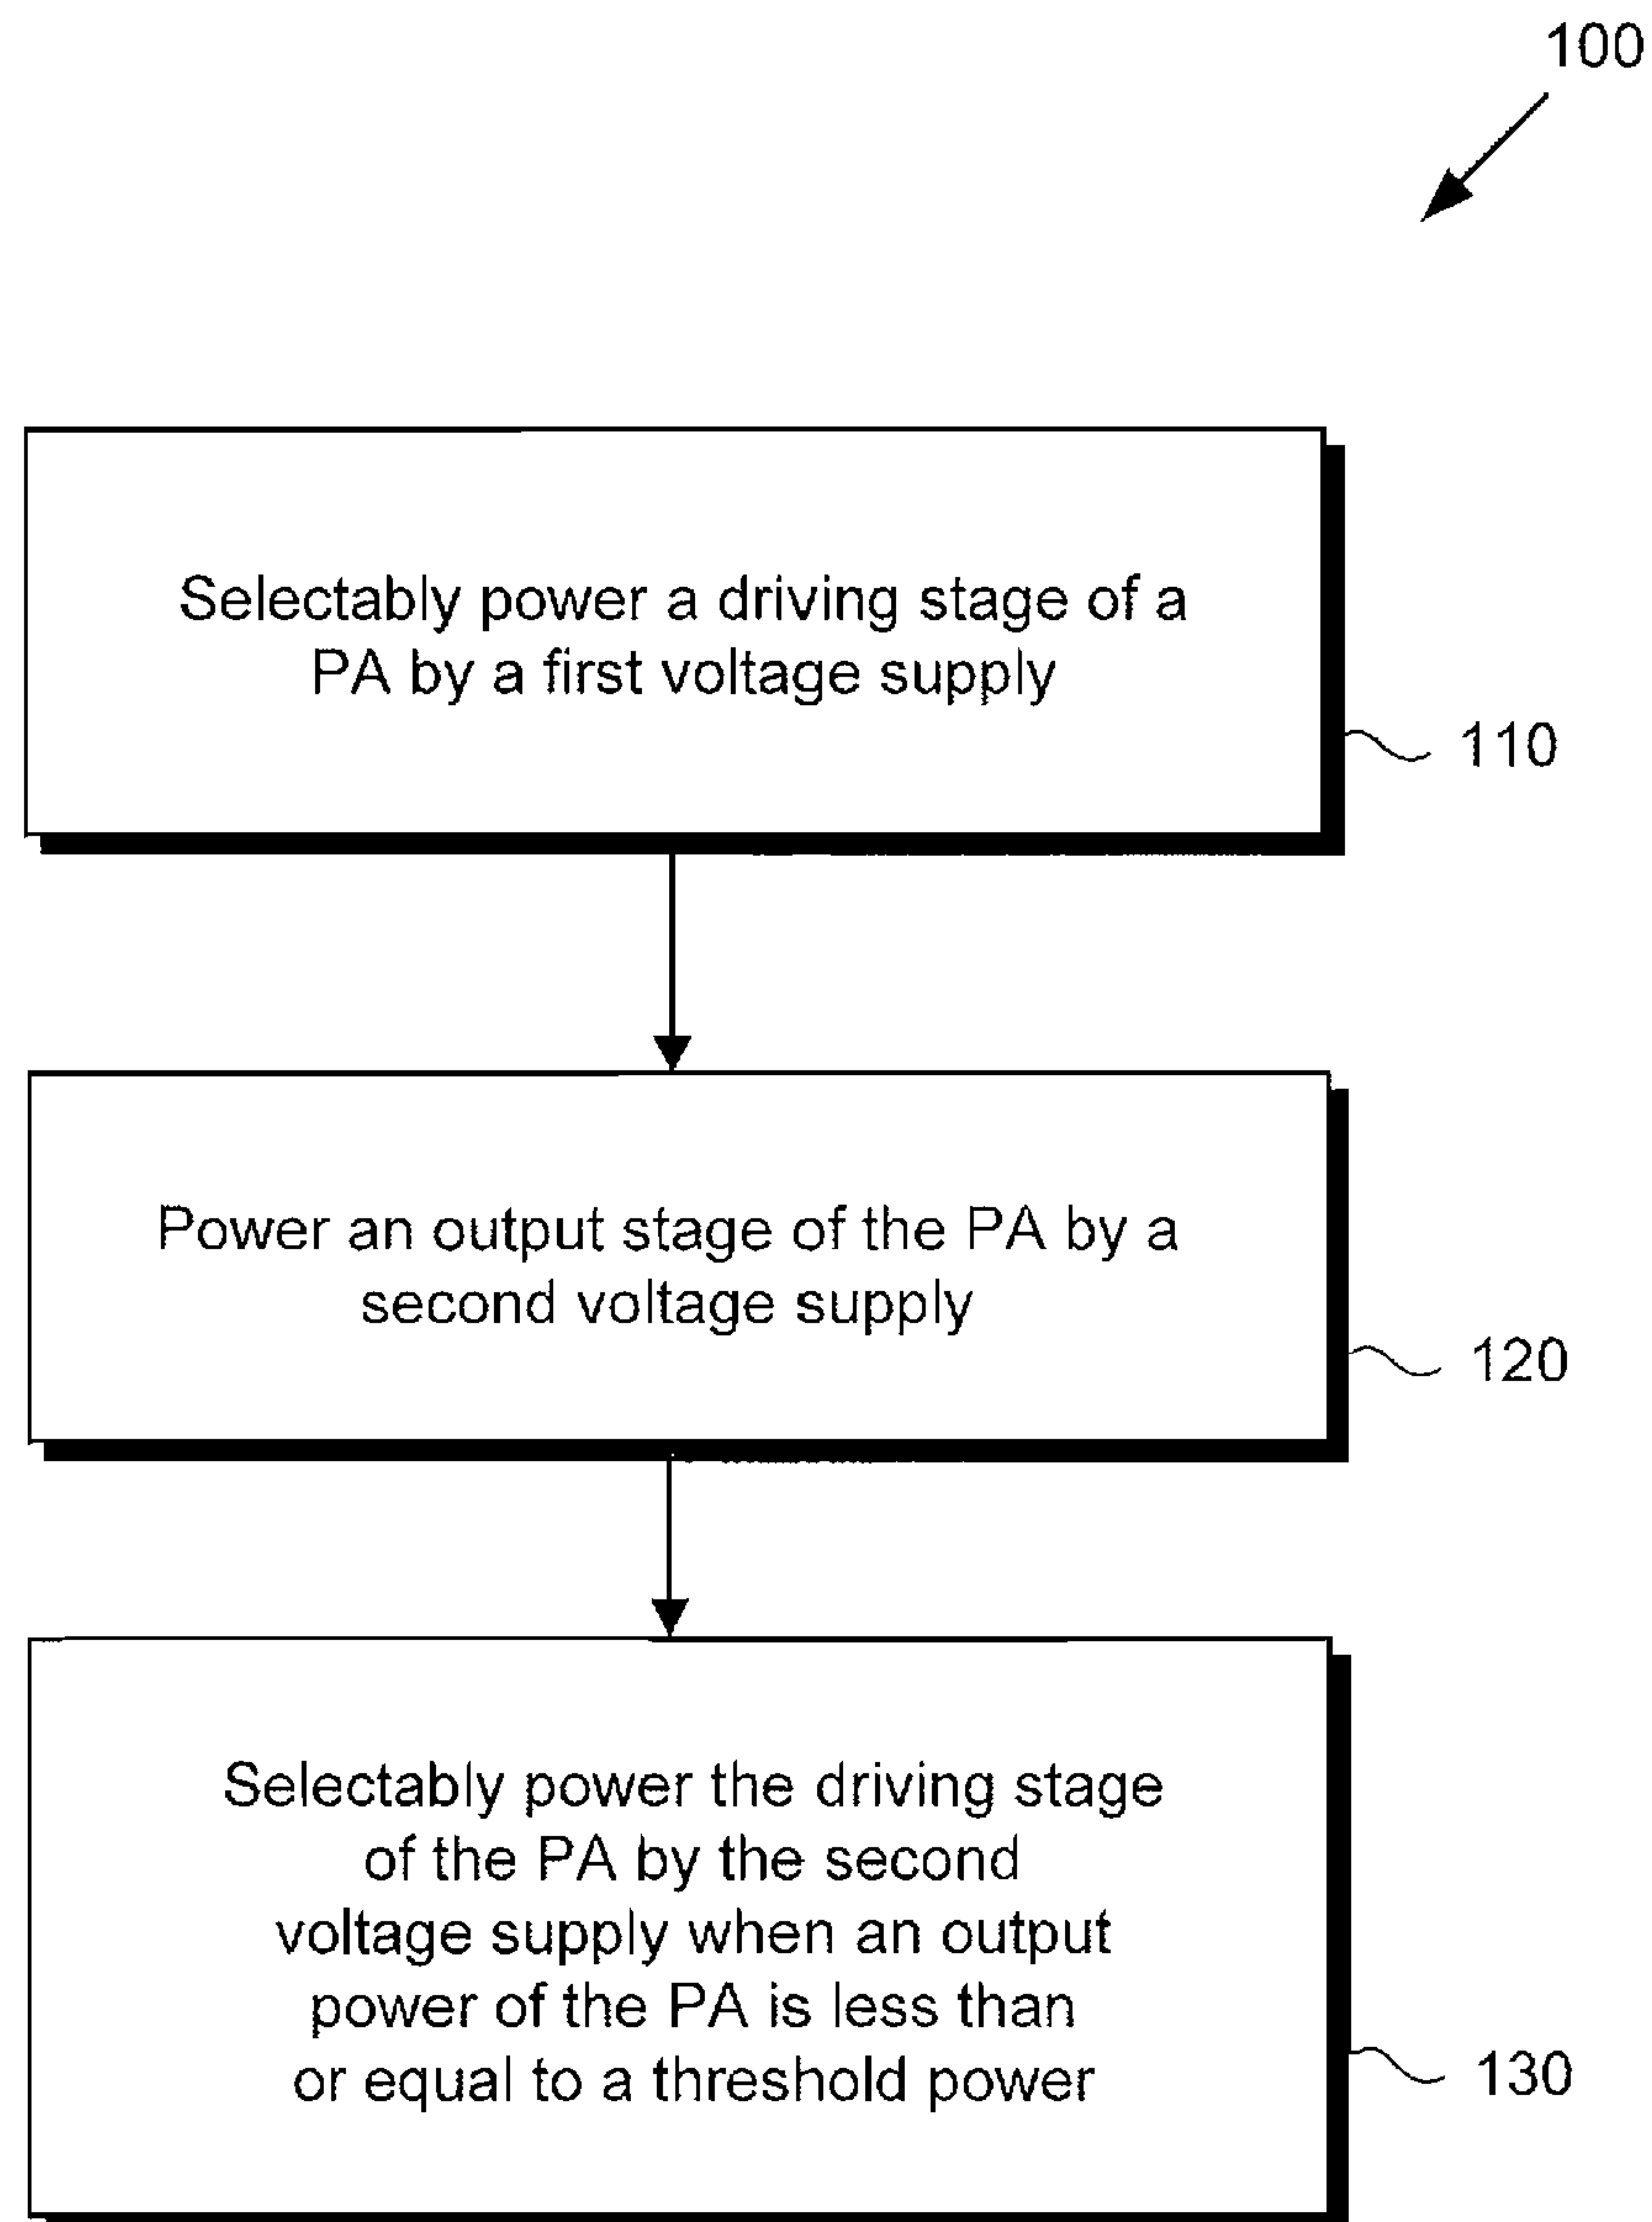 100
Selectably power a driving stage of a
PA by a first voltage supply
110
Power an output stage of the PA by a
second voltage supply
120
Selectably power the driving stage
of the PA by the second
voltage supply when an output
power of the PA is less than
or equal to a threshold power
130